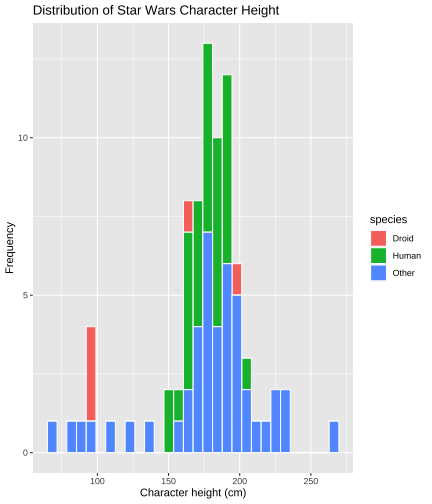 Distribution of Star Wars Character Height
Frequency
10
5
0
100
150
200
250
Character height (cm)
species
Droid
Human
Other